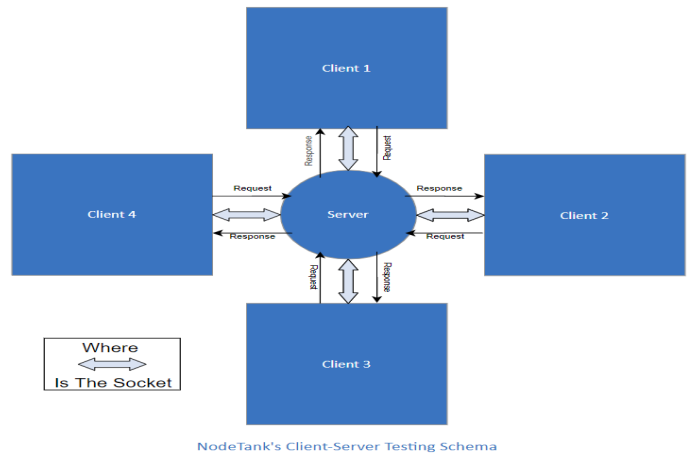 Client 1
Response
Request
Request
Response
Client 4
Server
Client 2
Response
Request
Request
Response
Client 3
Where
Is The Socket
NodeTank's Client-Server Testing Schema